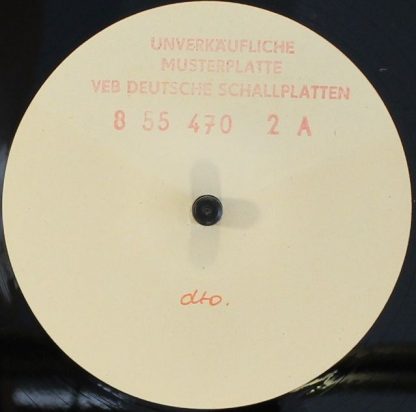 UNVERKÄUFLICHE
MUSTERPLATTE
VEB DEUTSCHE SCHALLPLATTEN
8 55 470 2 A
dto.